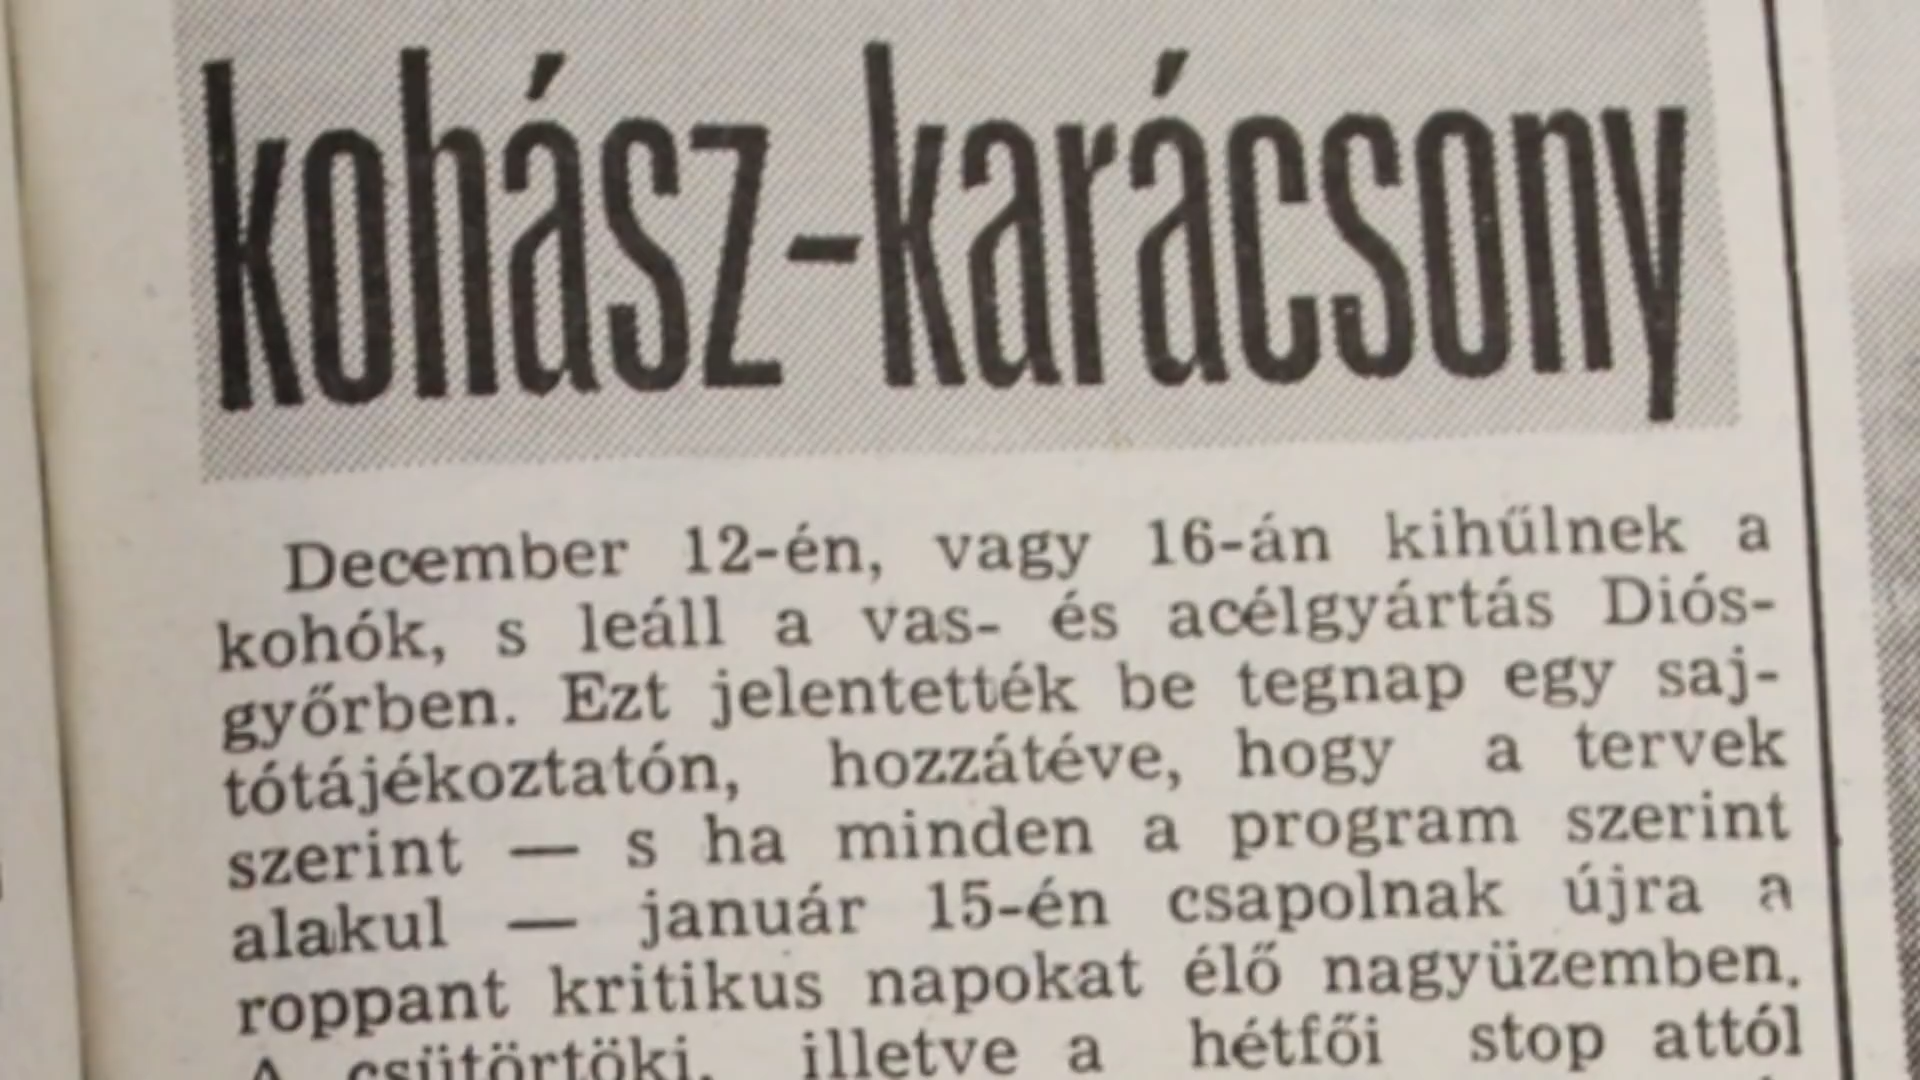 kohász-karácsony
December 12-én, vagy 16-án kihűlnek a
kohók, s leáll a vas- és acélgyártás Diós-
győrben. Ezt jelentették be tegnap egy saj-
tótájékoztatón, hozzátéve, hogy a tervek
szerint — s ha minden a program szerint
alakul — január 15-én csapolnak újra a
roppant kritikus napokat élő nagyüzemben.
A csütörtöki, illetve a hétfői stop attól